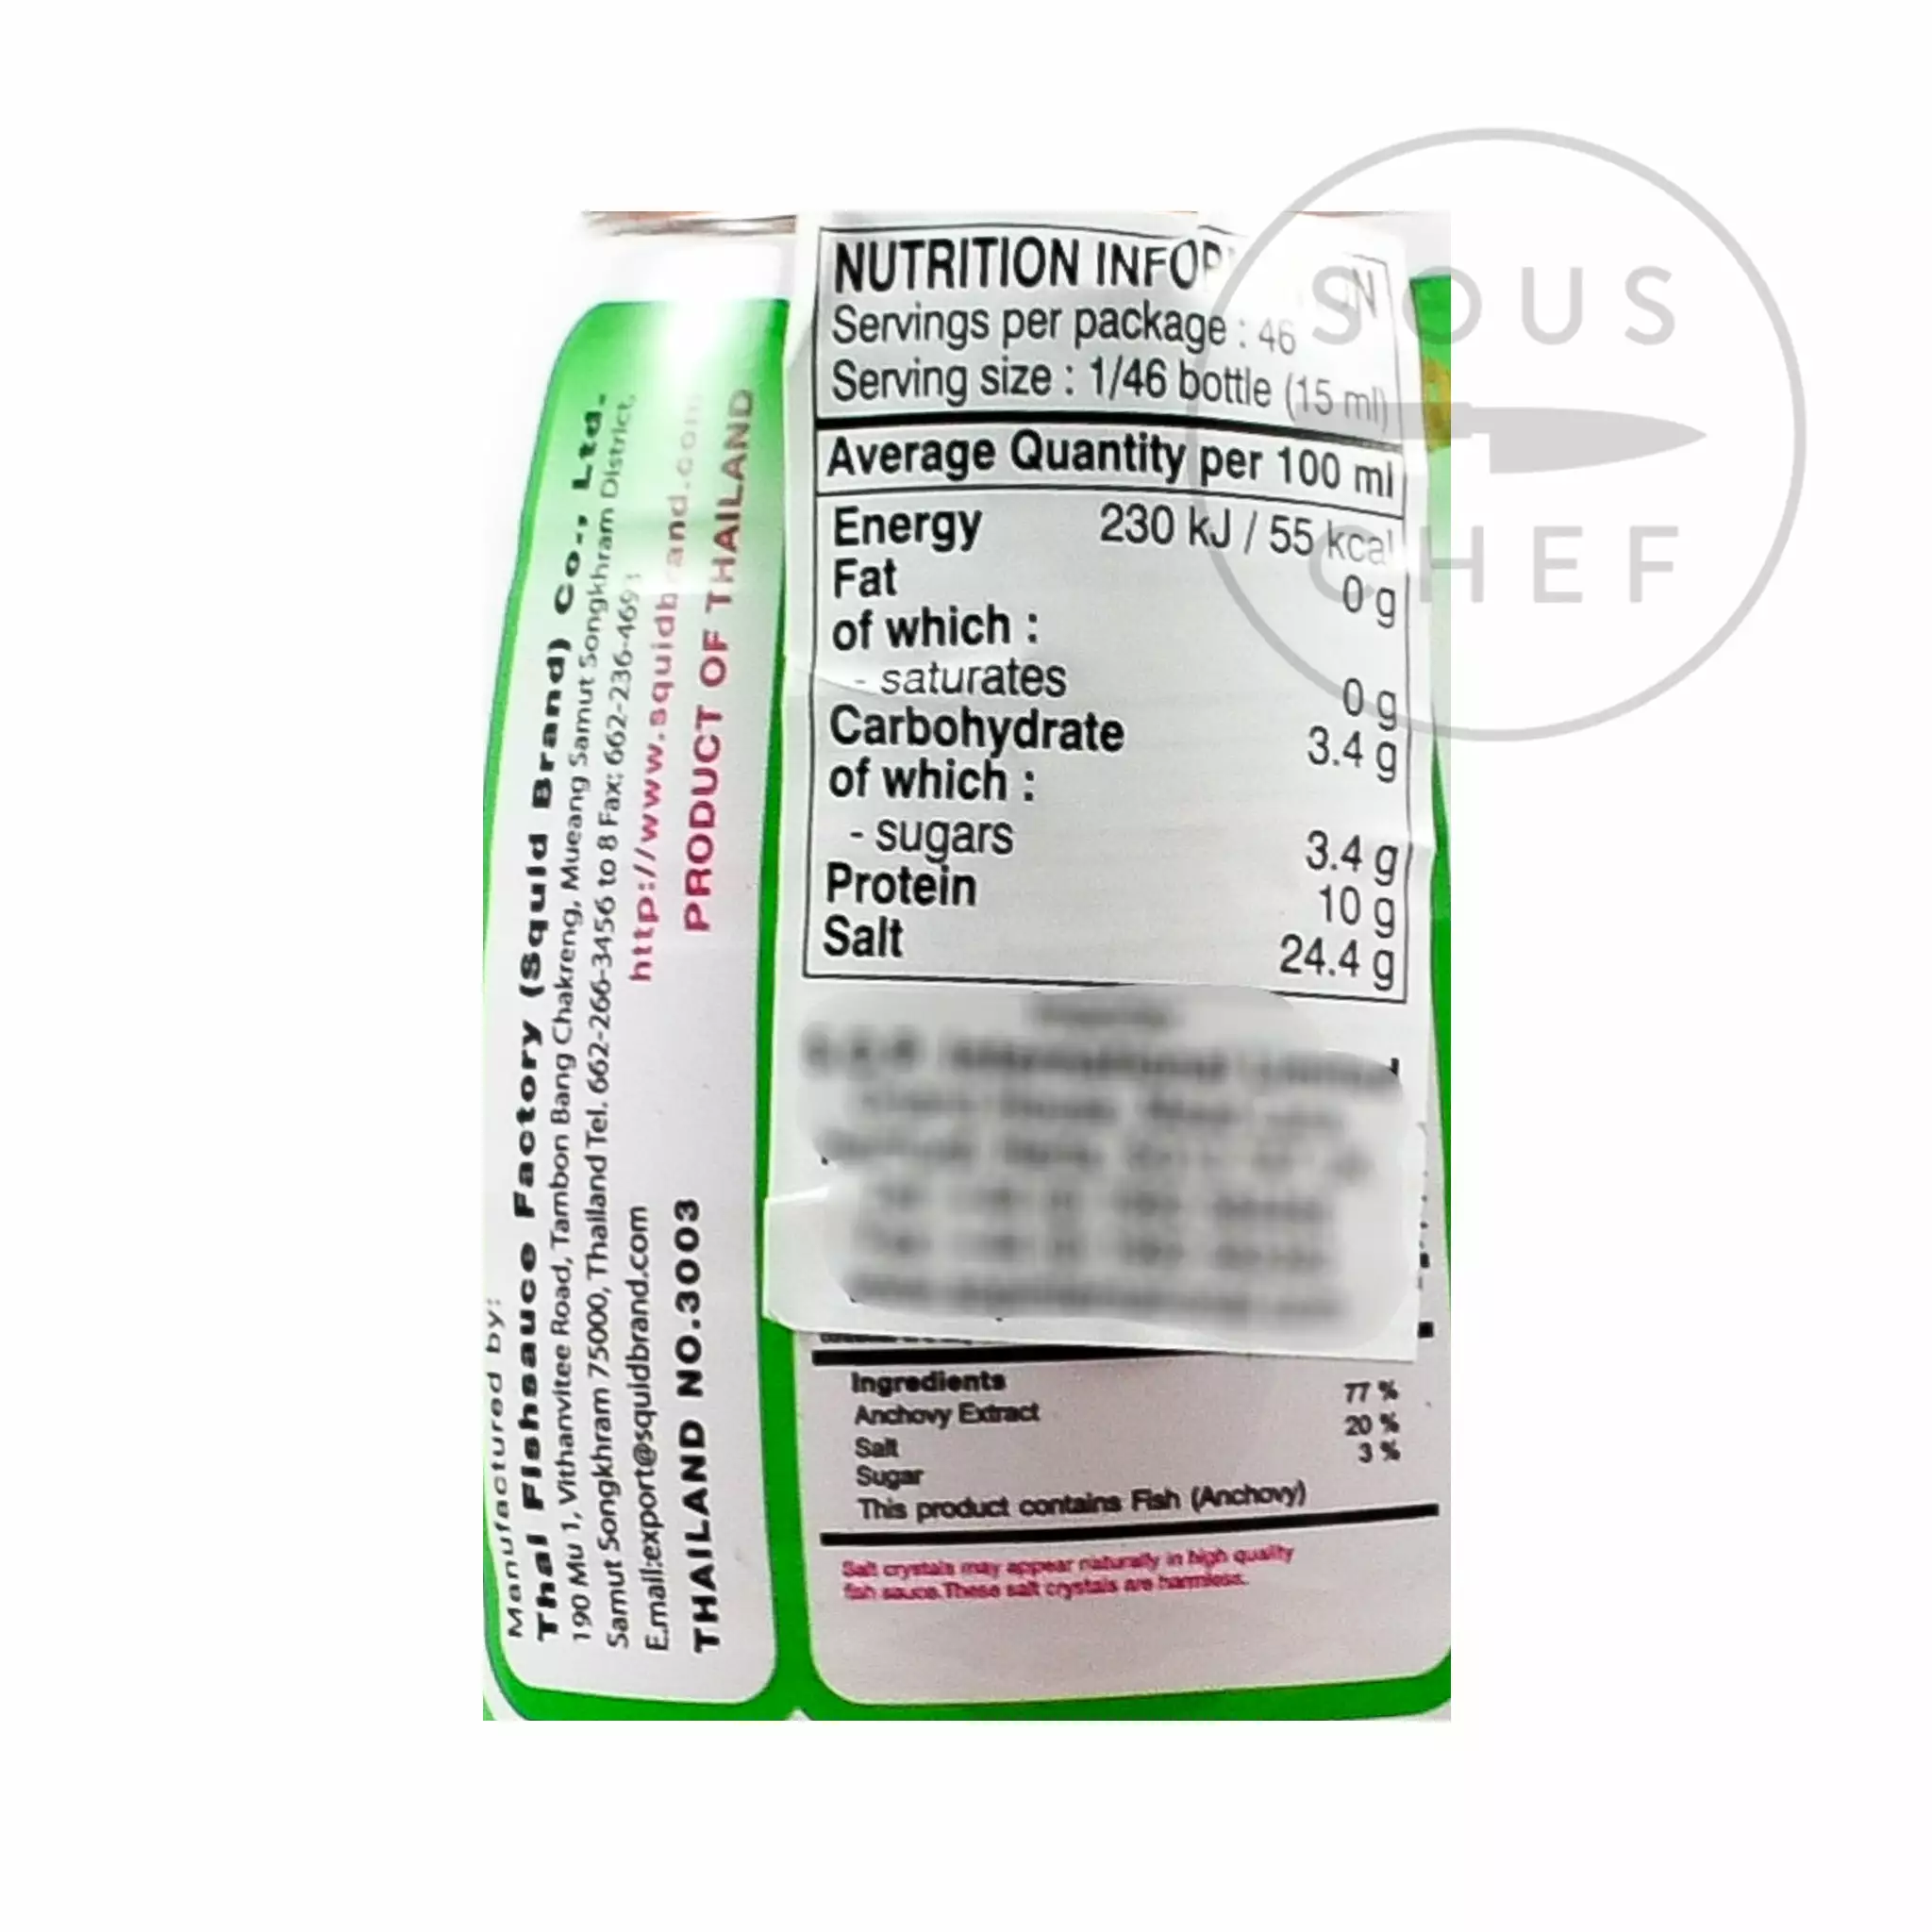 Manufactured by:
Thai Fishsauce Factory (Squid Brand) Co., Ltd.
190 Mu 1, Vithanvitee Road, Tambon Bang Chakreng, Mueang Samut Songkhram District,
Samut Songkhram 75000, Thailand Tel. 662-266-3456 to 8 Fax: 662-236-4693
E.mail:export@squidbrand.com http://www.squidbrand.com
THAILAND NO.3003 PRODUCT OF THAILAND
NUTRITION
Servings per package : 46
Serving size : 1/46 bottle (15 ml)
Average Quantity per 100 ml
Energy 230 kJ / 55 kcal
Fat 0 g
of which :
- saturates 0 g
Carbohydrate 3.4 g
of which :
- sugars 3.4 g
Protein 10 g
Salt 24.4 g
Ingredients
Anchovy Extract 77 %
Salt 20 %
Sugar 3 %
This product contains Fish (Anchovy)
Salt crystals may appear naturally in high quality
fish sauce. These salt crystals are harmless.
SOUS
CHEF